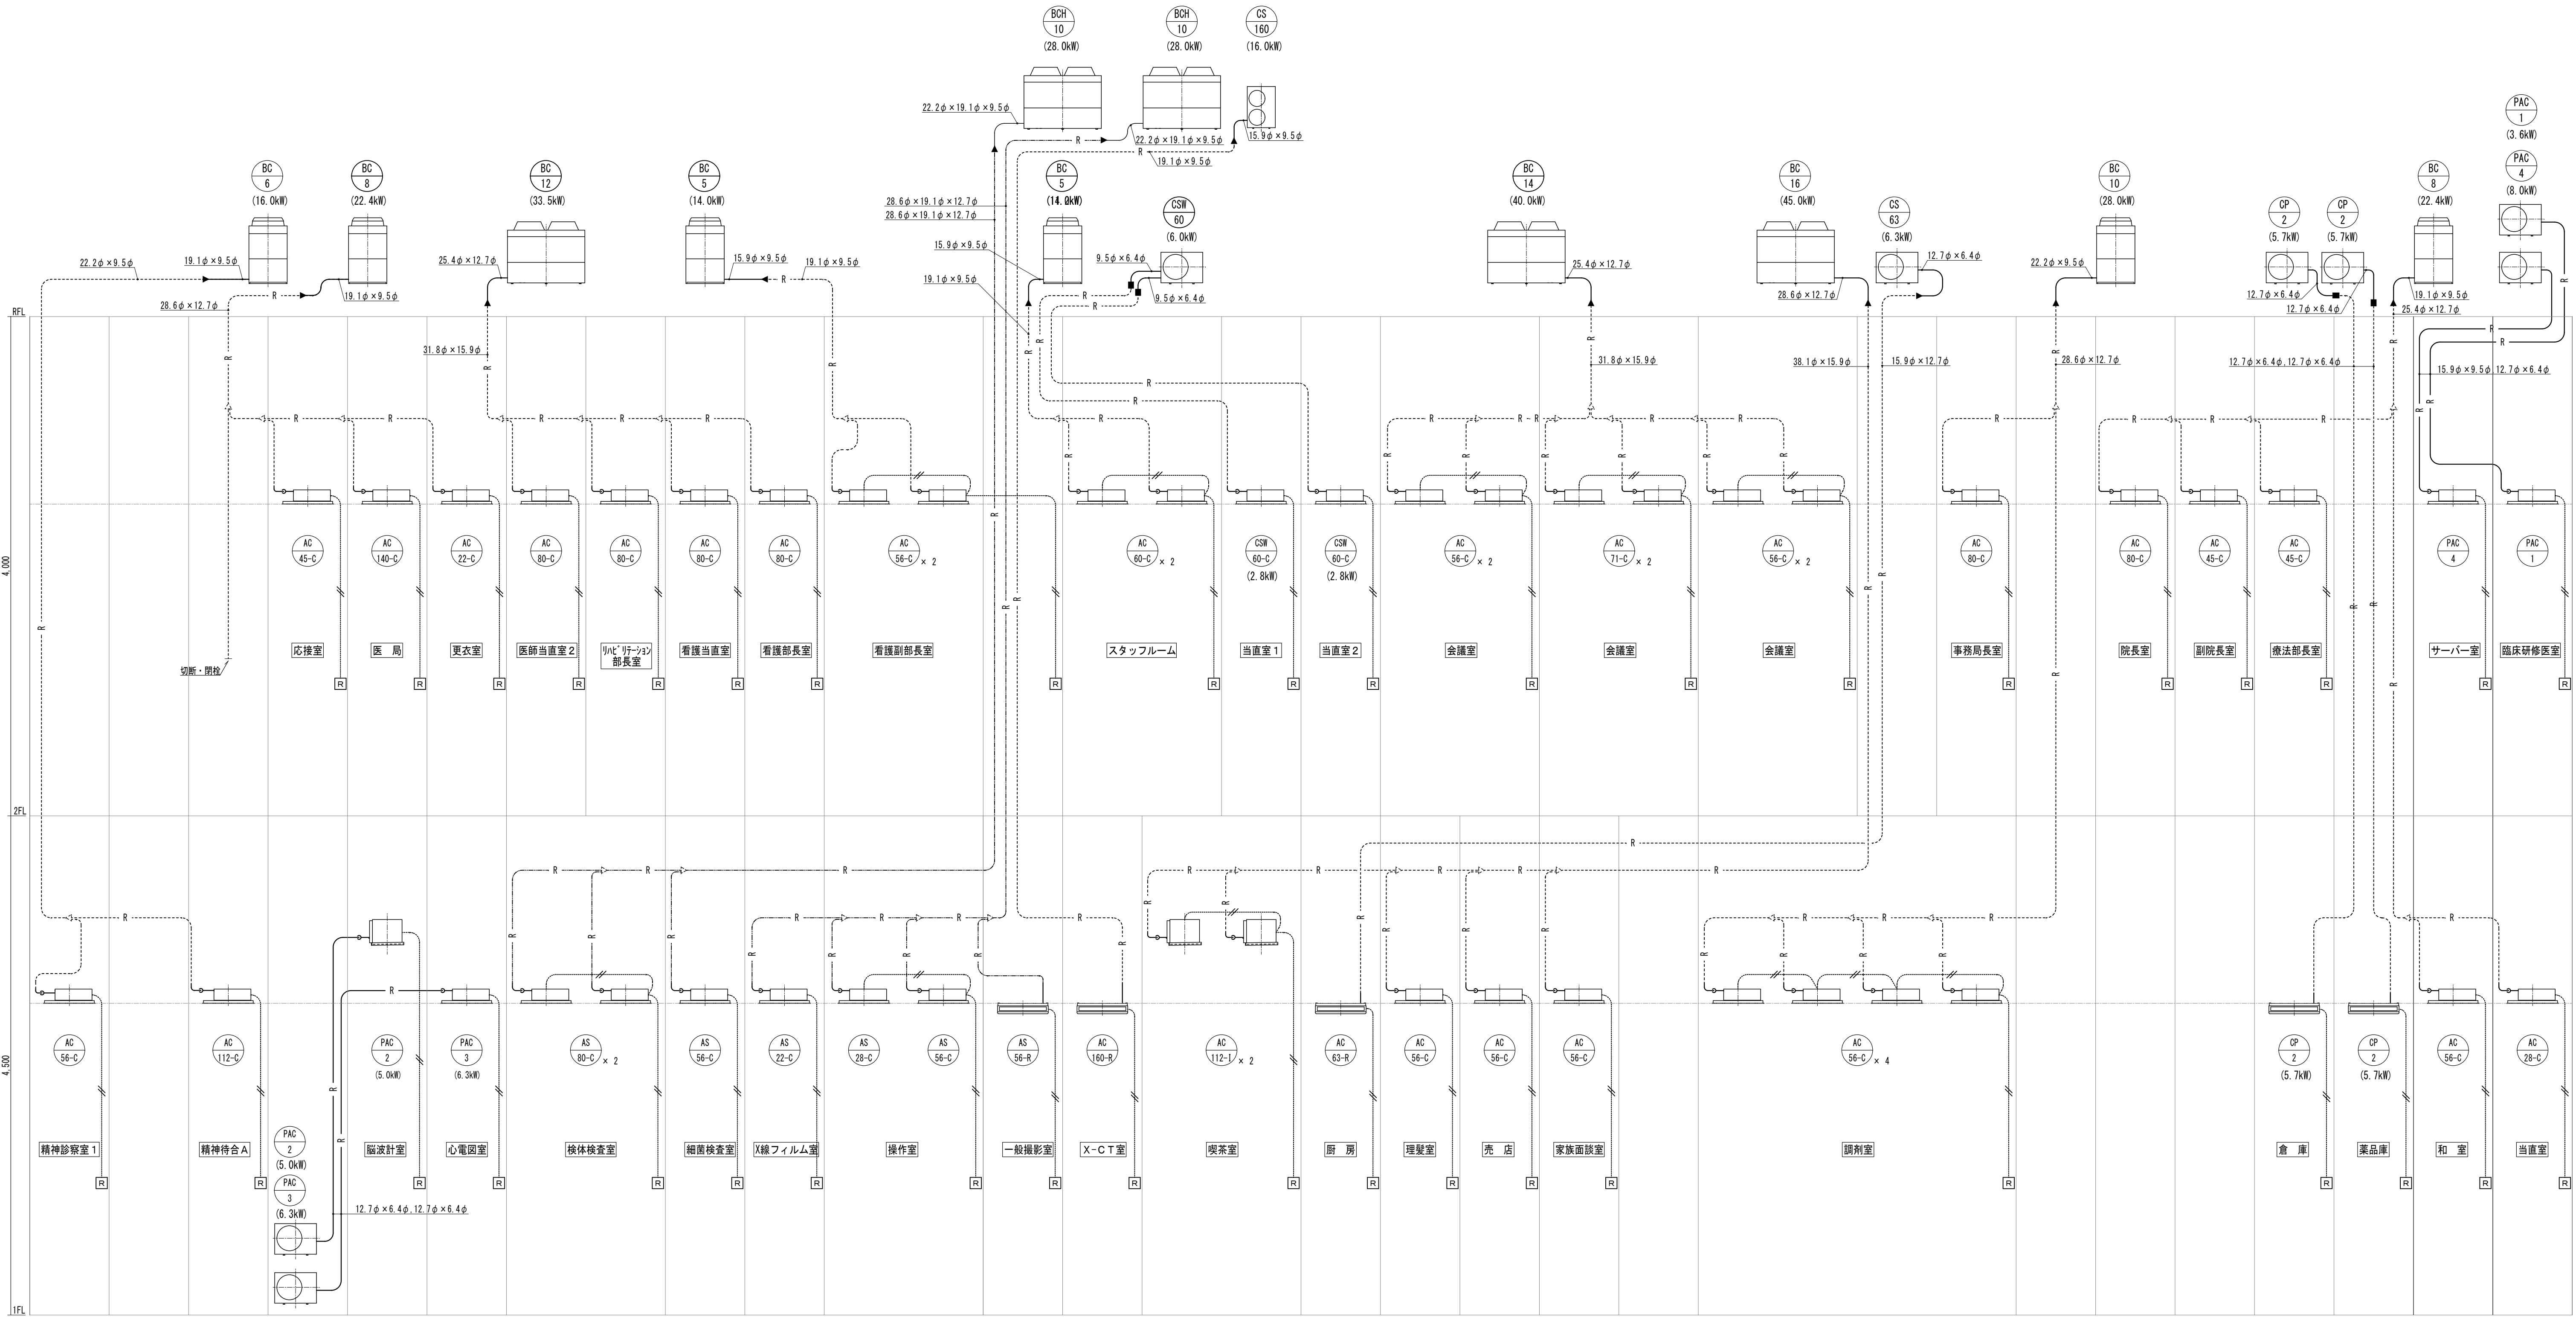 BCH
10
(28.0kW)
BCH
10
(28.0kW)
CS
160
(16.0kW)
22.2φ×19.1φ×9.5φ
22.2φ×19.1φ×9.5φ
15.9φ×9.5φ
19.1φ×9.5φ
PAC
1
(3.6kW)
PAC
4
(8.0kW)
BC
6
(16.0kW)
BC
8
(22.4kW)
BC
12
(33.5kW)
BC
5
(14.0kW)
BC
5
CSW
60
(6.0kW)
BC
14
(40.0kW)
BC
16
(45.0kW)
CS
63
(6.3kW)
BC
10
(28.0kW)
CP
2
(5.7kW)
CP
2
(5.7kW)
BC
8
(22.4kW)
28.6φ×19.1φ×12.7φ
28.6φ×19.1φ×12.7φ
22.2φ×9.5φ
19.1φ×9.5φ
19.1φ×9.5φ
28.6φ×12.7φ
25.4φ×12.7φ
15.9φ×9.5φ
19.1φ×9.5φ
15.9φ×9.5φ
19.1φ×9.5φ
9.5φ×6.4φ
9.5φ×6.4φ
25.4φ×12.7φ
28.6φ×12.7φ
12.7φ×6.4φ
22.2φ×9.5φ
12.7φ×6.4φ
12.7φ×6.4φ
19.1φ×9.5φ
25.4φ×12.7φ
RFL
31.8φ×15.9φ
31.8φ×15.9φ
38.1φ×15.9φ
15.9φ×12.7φ
28.6φ×12.7φ
12.7φ×6.4φ,12.7φ×6.4φ
15.9φ×9.5φ,12.7φ×6.4φ
4.000
AC
45-C
AC
140-C
AC
22-C
AC
80-C
AC
80-C
AC
80-C
AC
80-C
AC
56-C × 2
AC
60-C × 2
CSW
60-C
(2.8kW)
CSW
60-C
(2.8kW)
AC
56-C × 2
AC
71-C × 2
AC
56-C × 2
AC
80-C
AC
80-C
AC
45-C
AC
45-C
PAC
4
PAC
1
切断・閉栓
応接室
医 局
更衣室
医師当直室2
リハビリテーション
部長室
看護当直室
看護部長室
看護副部長室
スタッフルーム
当直室1
当直室2
会議室
会議室
会議室
事務局長室
院長室
副院長室
療法部長室
サーバー室
臨床研修医室
R R R R R R R R R R R R R R R R R R R R
2FL
4.500
AC
56-C
AC
112-C
PAC
2
(5.0kW)
PAC
3
(6.3kW)
AS
80-C × 2
AS
56-C
AS
22-C
AS
28-C
AS
56-C
AS
56-R
AC
160-R
AC
112-I × 2
AC
63-R
AC
56-C
AC
56-C
AC
56-C
AC
56-C × 4
CP
2
(5.7kW)
CP
2
(5.7kW)
AC
56-C
AC
28-C
精神診察室1
精神待合A
脳波計室
心電図室
検体検査室
細菌検査室
X線フィルム室
操作室
一般撮影室
X-CT室
喫茶室
厨 房
理髪室
売 店
家族面談室
調剤室
倉 庫
薬品庫
和 室
当直室
R R R R R R R R R R R R R R R R R R R R
PAC
2
(5.0kW)
PAC
3
(6.3kW)
12.7φ×6.4φ,12.7φ×6.4φ
1FL